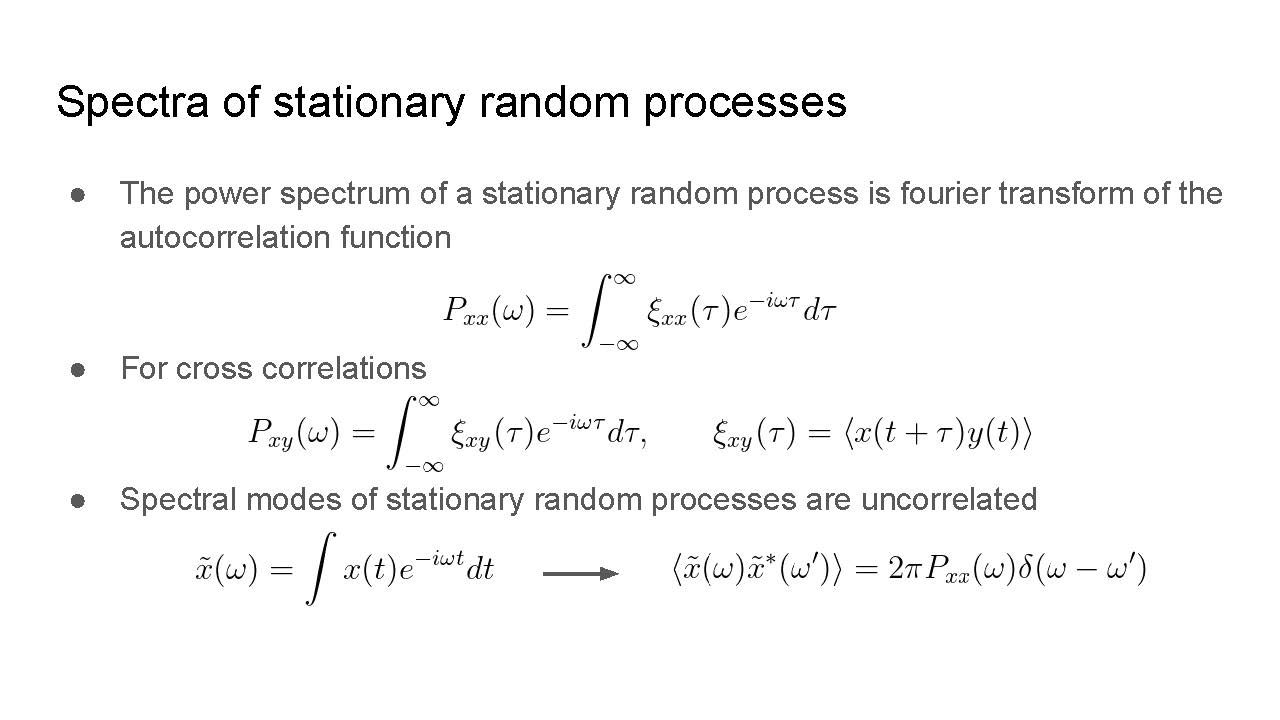 Spectra of stationary random processes
● The power spectrum of a stationary random process is fourier transform of the
autocorrelation function
$P_{xx}(\omega) = \int_{-\infty}^{\infty} \xi_{xx}(\tau) e^{-i\omega\tau} d\tau$
● For cross correlations
$P_{xy}(\omega) = \int_{-\infty}^{\infty} \xi_{xy}(\tau) e^{-i\omega\tau} d\tau, \qquad \xi_{xy}(\tau) = \langle x(t+\tau) y(t) \rangle$
● Spectral modes of stationary random processes are uncorrelated
$\tilde{x}(\omega) = \int x(t) e^{-i\omega t} dt \longrightarrow \langle \tilde{x}(\omega) \tilde{x}^*(\omega') \rangle = 2\pi P_{xx}(\omega) \delta(\omega - \omega')$